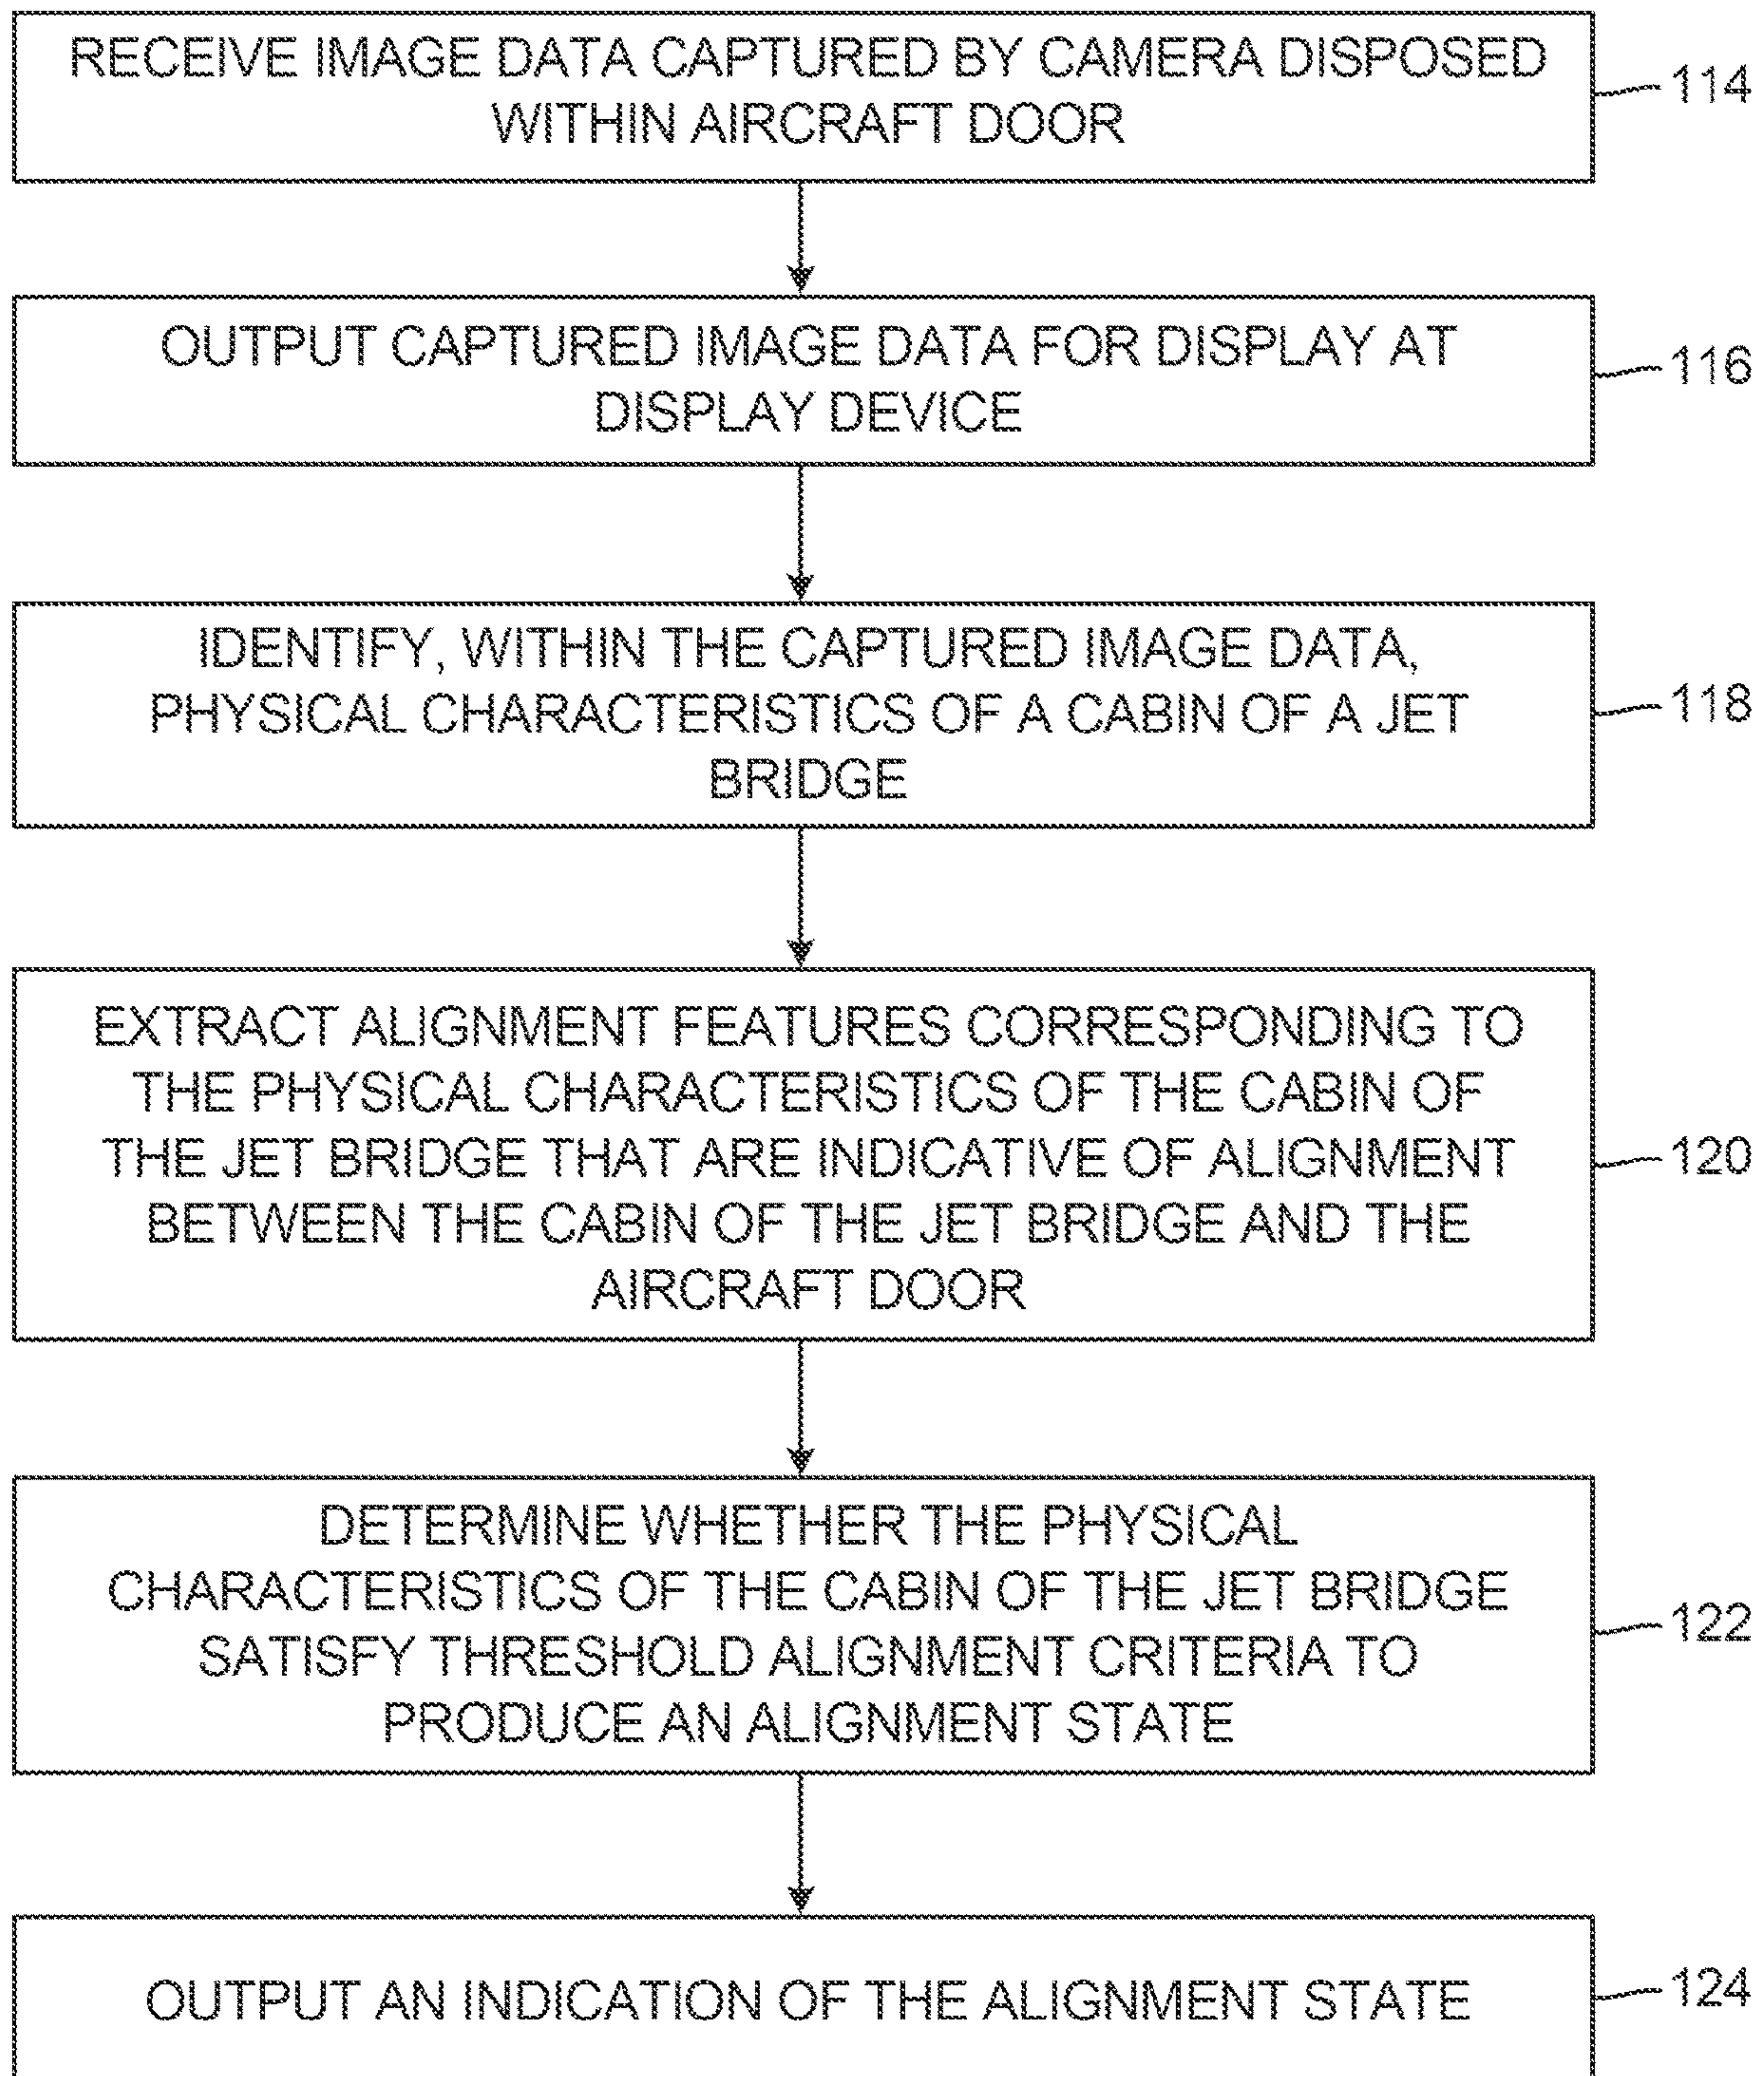 RECEIVE IMAGE DATA CAPTURED BY CAMERA DISPOSED
WITHIN AIRCRAFT DOOR
114
OUTPUT CAPTURED IMAGE DATA FOR DISPLAY AT
DISPLAY DEVICE
116
IDENTIFY, WITHIN THE CAPTURED IMAGE DATA,
PHYSICAL CHARACTERISTICS OF A CABIN OF A JET
BRIDGE
118
EXTRACT ALIGNMENT FEATURES CORRESPONDING TO
THE PHYSICAL CHARACTERISTICS OF THE CABIN OF
THE JET BRIDGE THAT ARE INDICATIVE OF ALIGNMENT
BETWEEN THE CABIN OF THE JET BRIDGE AND THE
AIRCRAFT DOOR
120
DETERMINE WHETHER THE PHYSICAL
CHARACTERISTICS OF THE CABIN OF THE JET BRIDGE
SATISFY THRESHOLD ALIGNMENT CRITERIA TO
PRODUCE AN ALIGNMENT STATE
122
OUTPUT AN INDICATION OF THE ALIGNMENT STATE
124